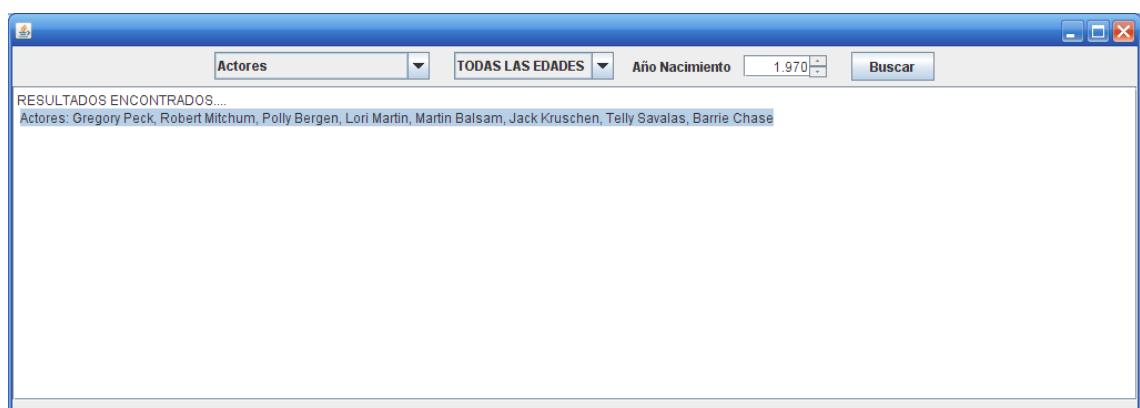 Actores TODAS LAS EDADES Año Nacimiento 1.970 Buscar
RESULTADOS ENCONTRADOS....
Actores: Gregory Peck, Robert Mitchum, Polly Bergen, Lori Martin, Martin Balsam, Jack Kruschen, Telly Savalas, Barrie Chase